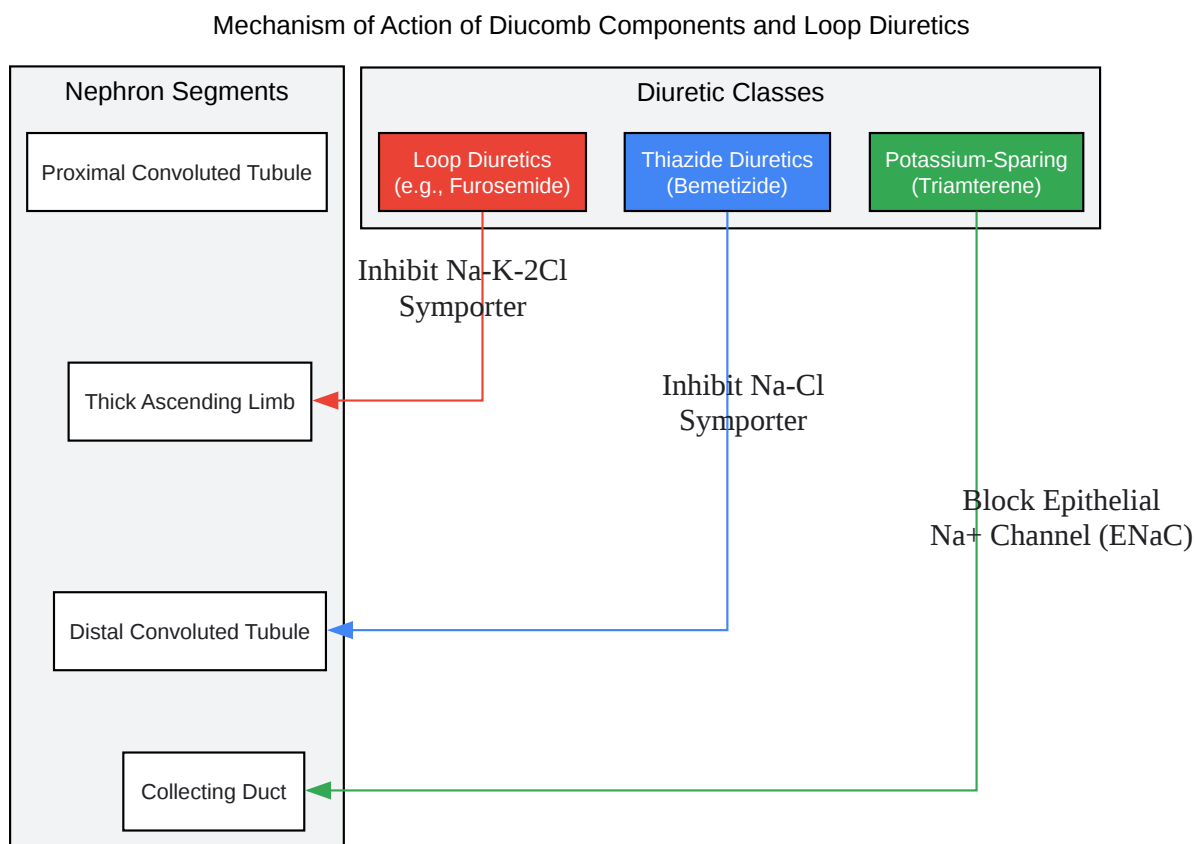 Mechanism of Action of Diucomb Components and Loop Diuretics
Nephron Segments
Proximal Convoluted Tubule
Thick Ascending Limb
Distal Convoluted Tubule
Collecting Duct
Diuretic Classes
Loop Diuretics
(e.g., Furosemide)
Thiazide Diuretics
(Bemetizide)
Potassium-Sparing
(Triamterene)
Inhibit Na-K-2Cl
Symporter
Inhibit Na-Cl
Symporter
Block Epithelial
Na+ Channel (ENaC)